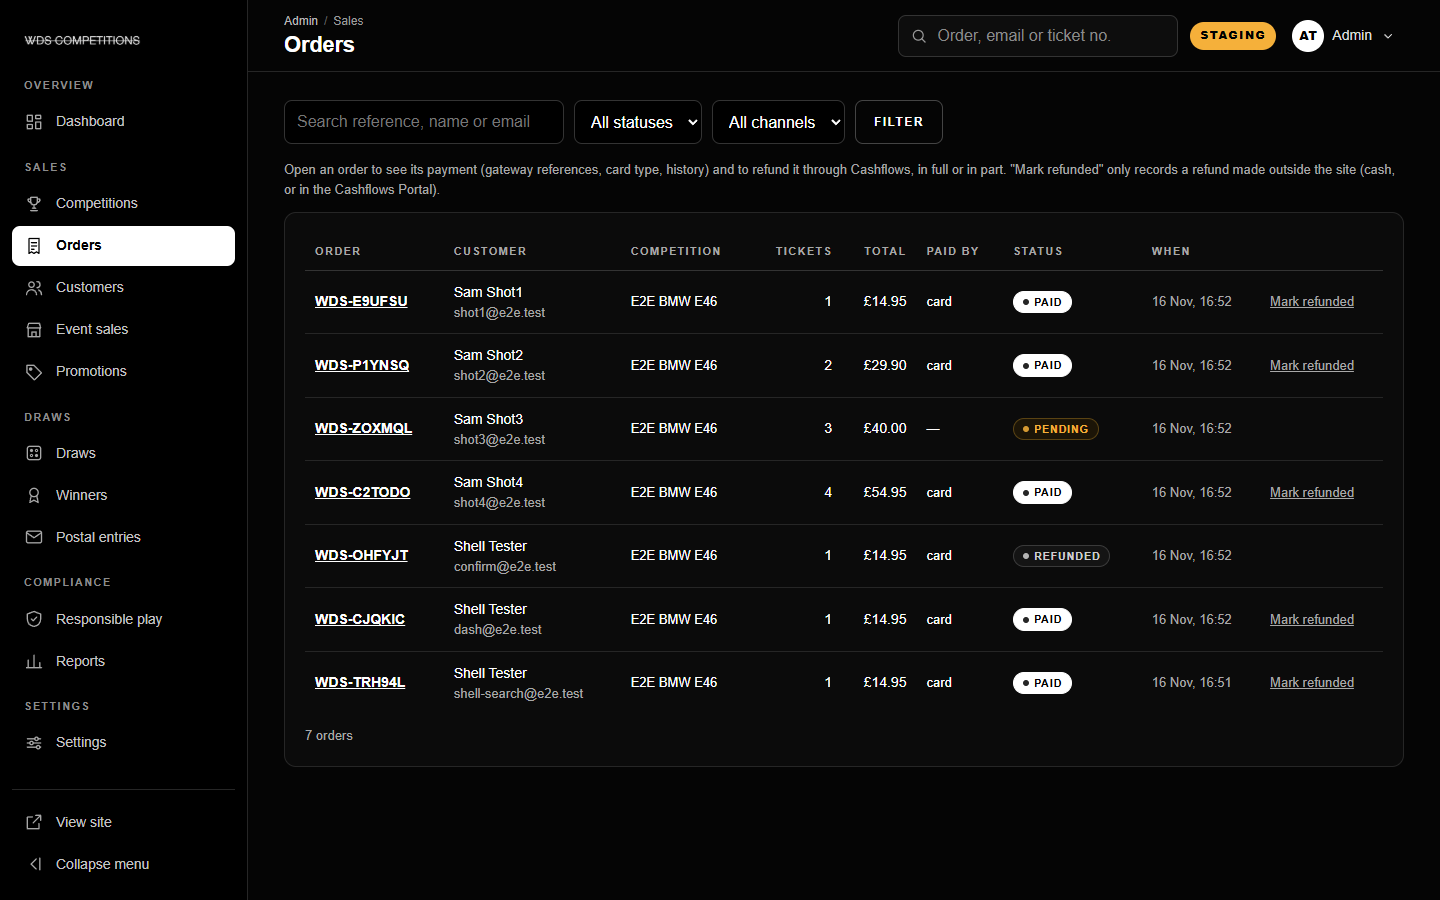 WDS COMPETITIONS
OVERVIEW
Dashboard
SALES
Competitions
Orders
Customers
Event sales
Promotions
DRAWS
Draws
Winners
Postal entries
COMPLIANCE
Responsible play
Reports
SETTINGS
Settings
View site
Collapse menu
Admin / Sales
Orders
Order, email or ticket no.
STAGING
AT Admin
Search reference, name or email
All statuses
All channels
FILTER
Open an order to see its payment (gateway references, card type, history) and to refund it through Cashflows, in full or in part. "Mark refunded" only records a refund made outside the site (cash,
or in the Cashflows Portal).
ORDER CUSTOMER COMPETITION TICKETS TOTAL PAID BY STATUS WHEN
WDS-E9UFSU Sam Shot1 shot1@e2e.test E2E BMW E46 1 £14.95 card PAID 16 Nov, 16:52 Mark refunded
WDS-P1YNSQ Sam Shot2 shot2@e2e.test E2E BMW E46 2 £29.90 card PAID 16 Nov, 16:52 Mark refunded
WDS-ZOXMQL Sam Shot3 shot3@e2e.test E2E BMW E46 3 £40.00 — PENDING 16 Nov, 16:52
WDS-C2TODO Sam Shot4 shot4@e2e.test E2E BMW E46 4 £54.95 card PAID 16 Nov, 16:52 Mark refunded
WDS-OHFYJT Shell Tester confirm@e2e.test E2E BMW E46 1 £14.95 card REFUNDED 16 Nov, 16:52
WDS-CJQKIC Shell Tester dash@e2e.test E2E BMW E46 1 £14.95 card PAID 16 Nov, 16:52 Mark refunded
WDS-TRH94L Shell Tester shell-search@e2e.test E2E BMW E46 1 £14.95 card PAID 16 Nov, 16:51 Mark refunded
7 orders